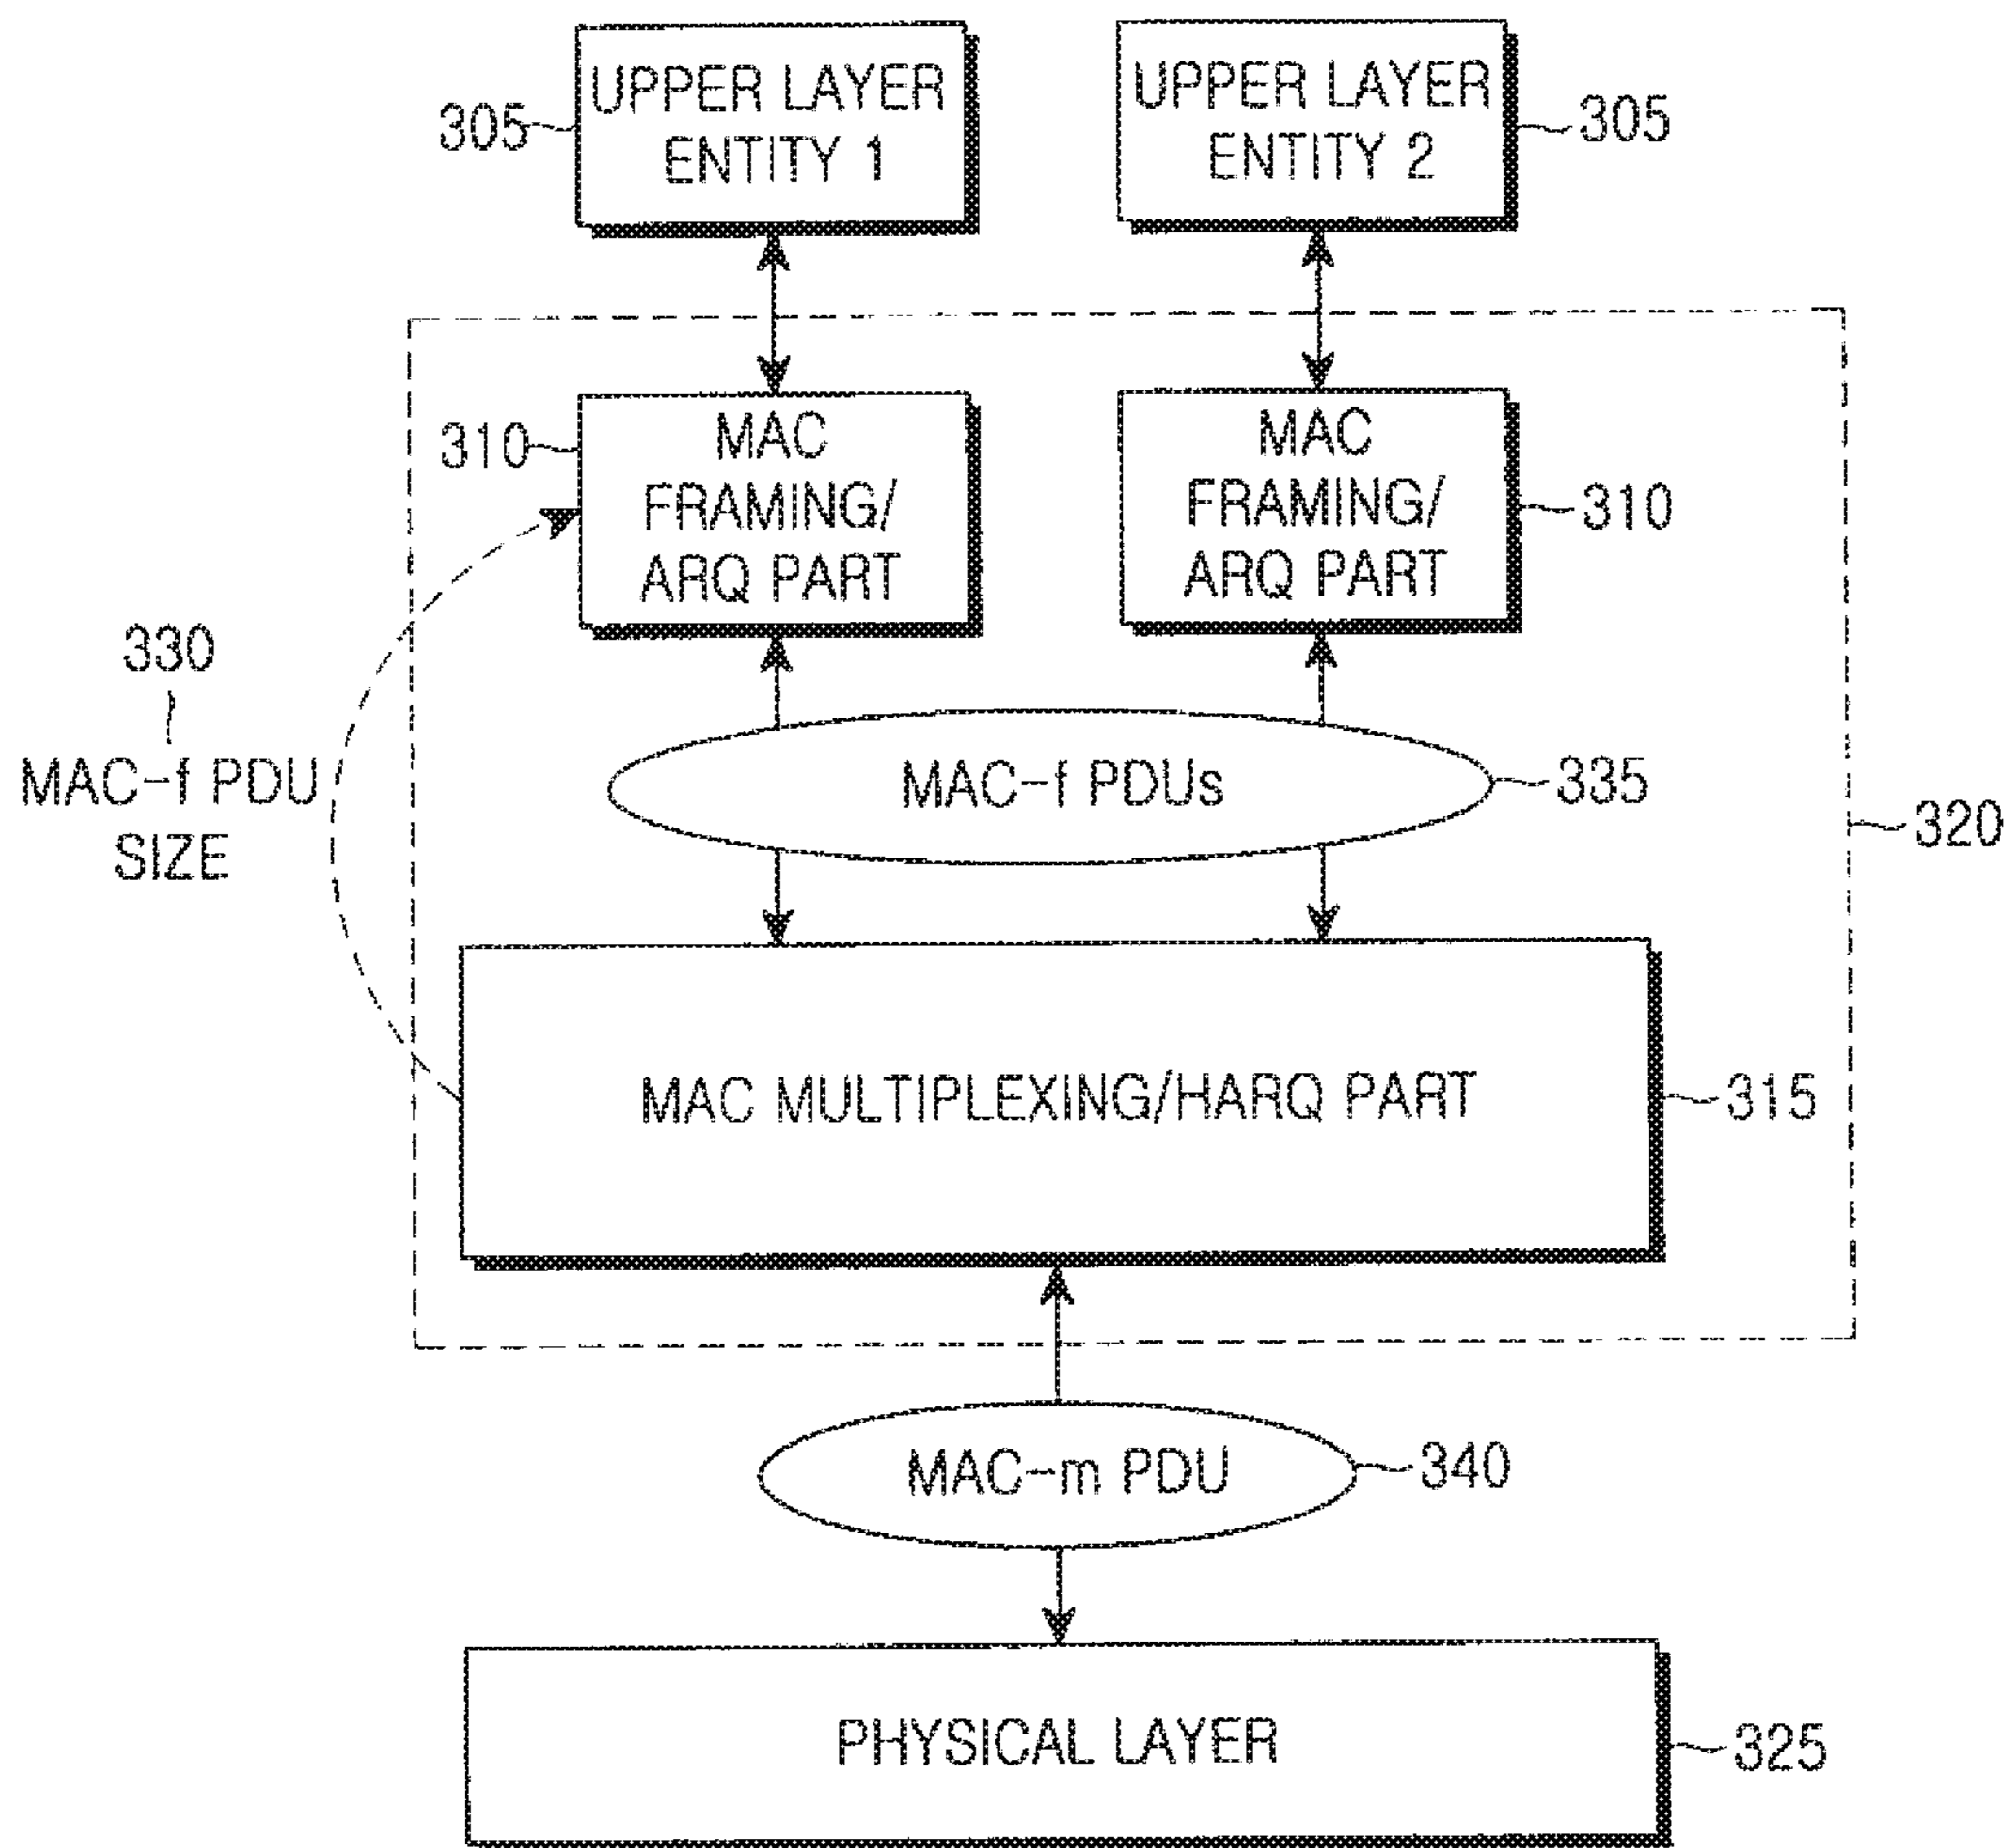 UPPER LAYER
ENTITY 1
305
UPPER LAYER
ENTITY 2
305
310
MAC
FRAMING/
ARQ PART
MAC
FRAMING/
ARQ PART
310
330
MAC-f PDU
SIZE
MAC-f PDUs
335
320
MAC MULTIPLEXING/HARQ PART
315
MAC-m PDU
340
PHYSICAL LAYER
325